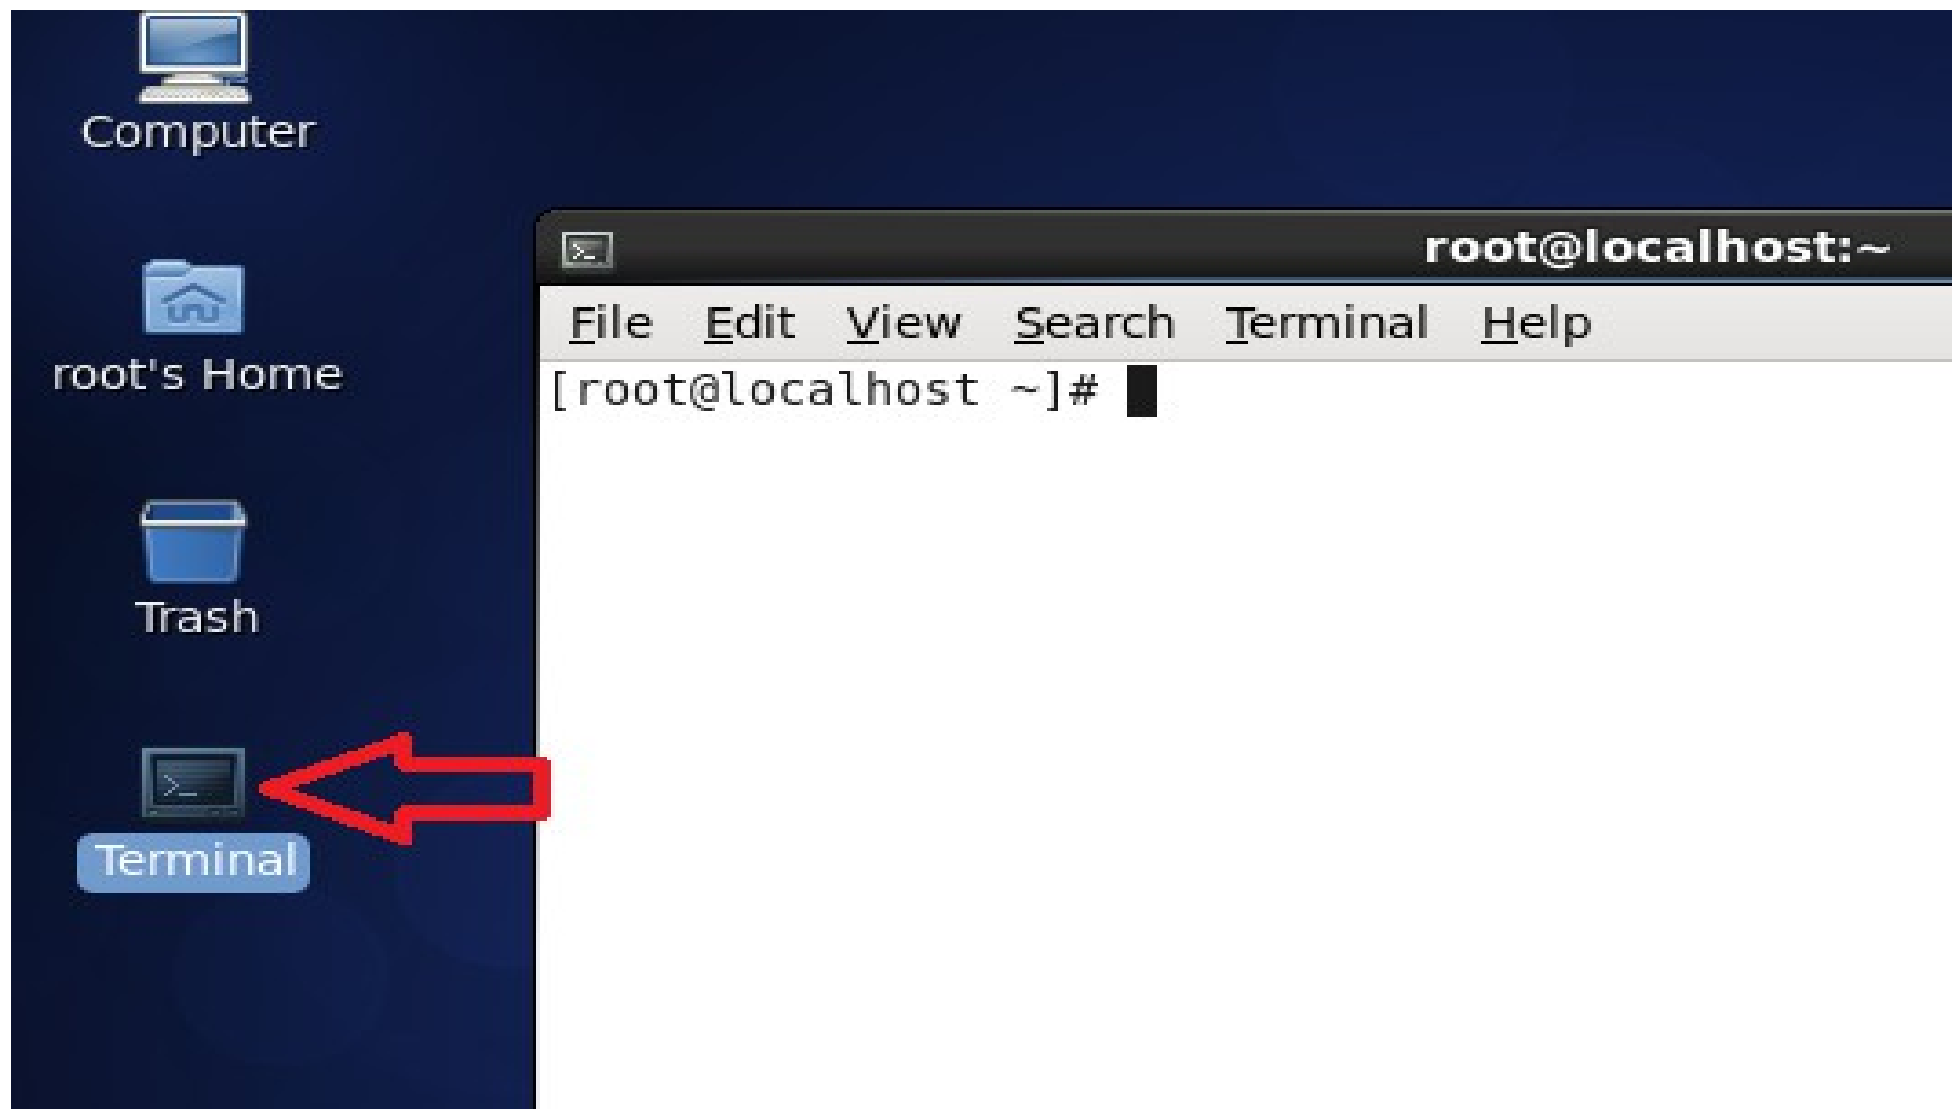 Computer
root's Home
Trash
Terminal
root@localhost:~
File Edit View Search Terminal Help
[root@localhost ~]#